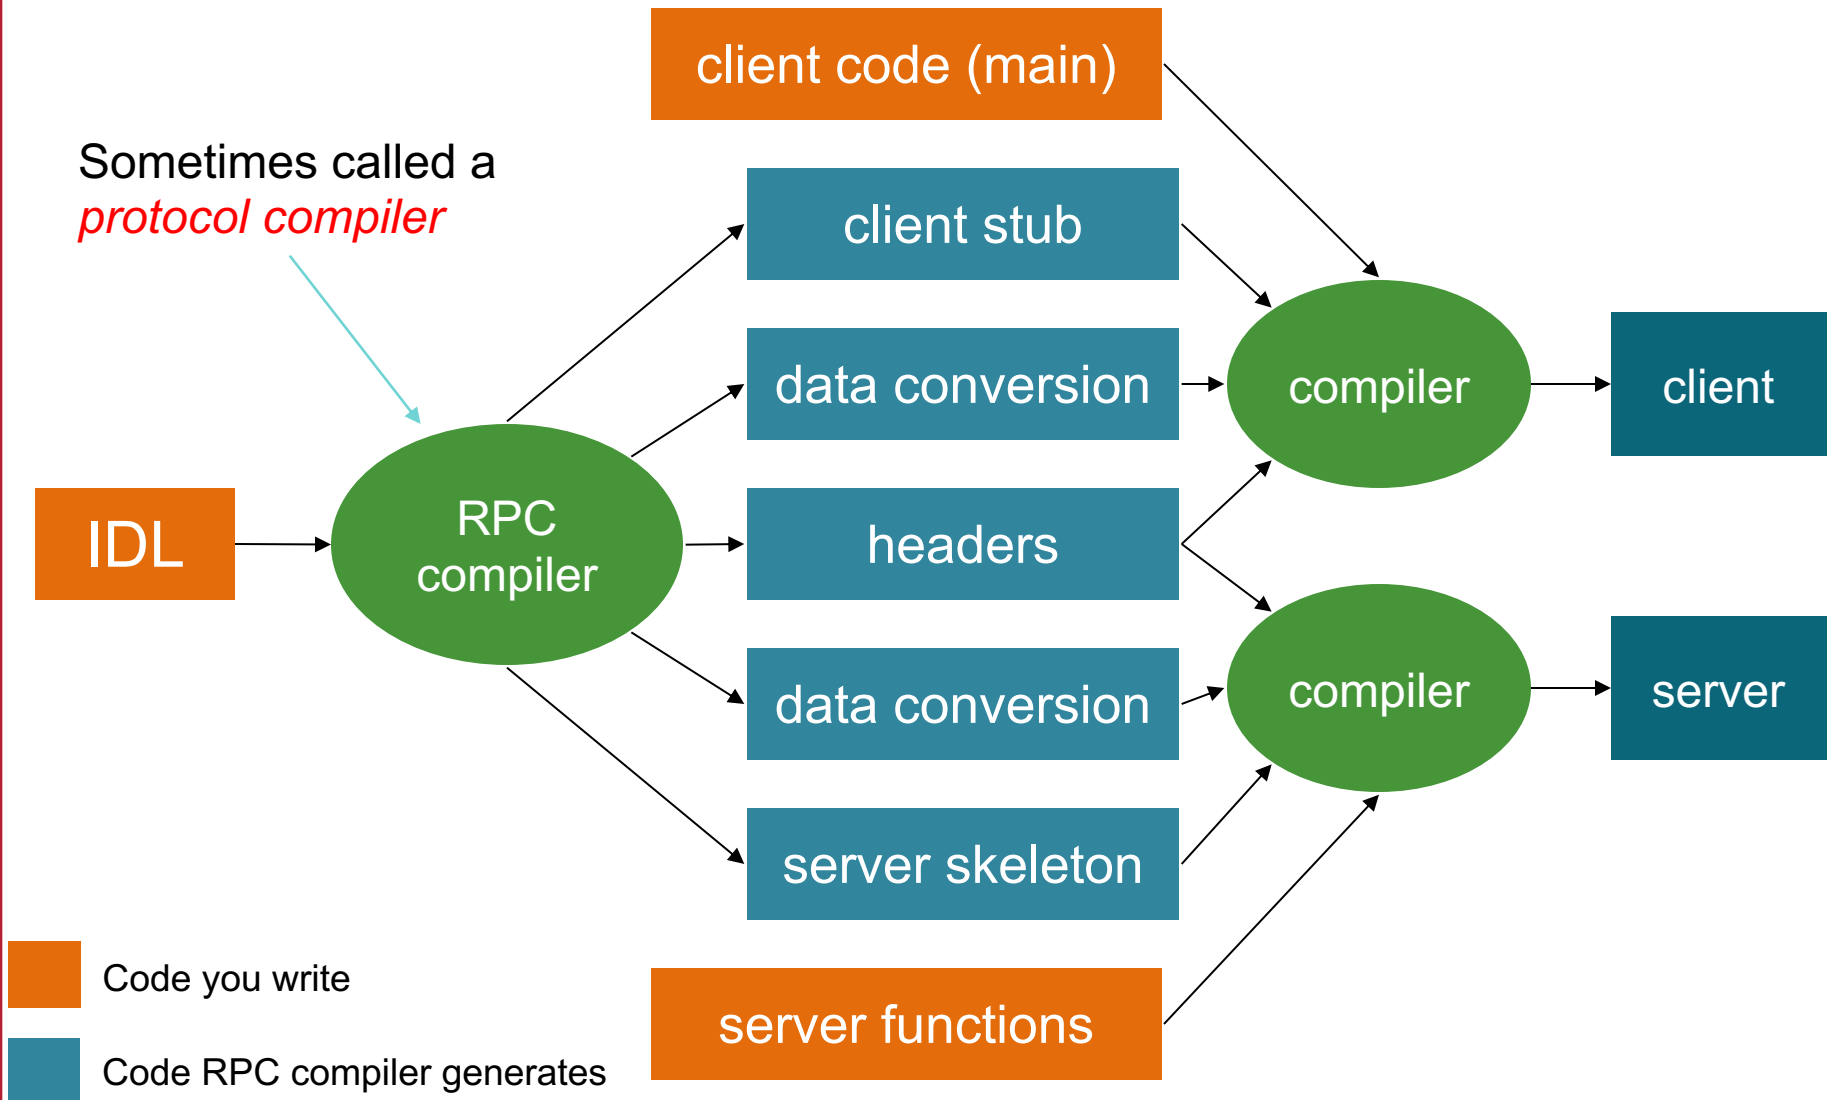 client code (main)
Sometimes called a
protocol compiler
client stub
data conversion
compiler
client
IDL
RPC
compiler
headers
data conversion
compiler
server
server skeleton
Code you write
server functions
Code RPC compiler generates